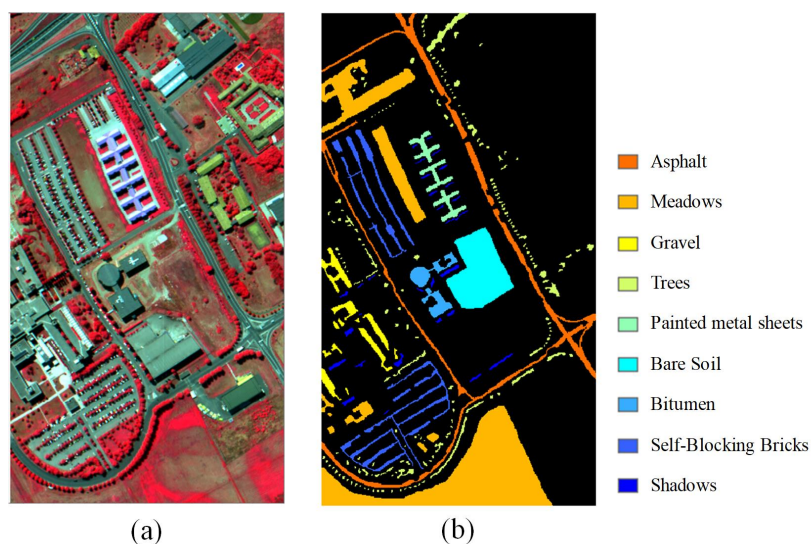 Asphalt
Meadows
Gravel
Trees
Painted metal sheets
Bare Soil
Bitumen
Self-Blocking Bricks
Shadows
(a)
(b)